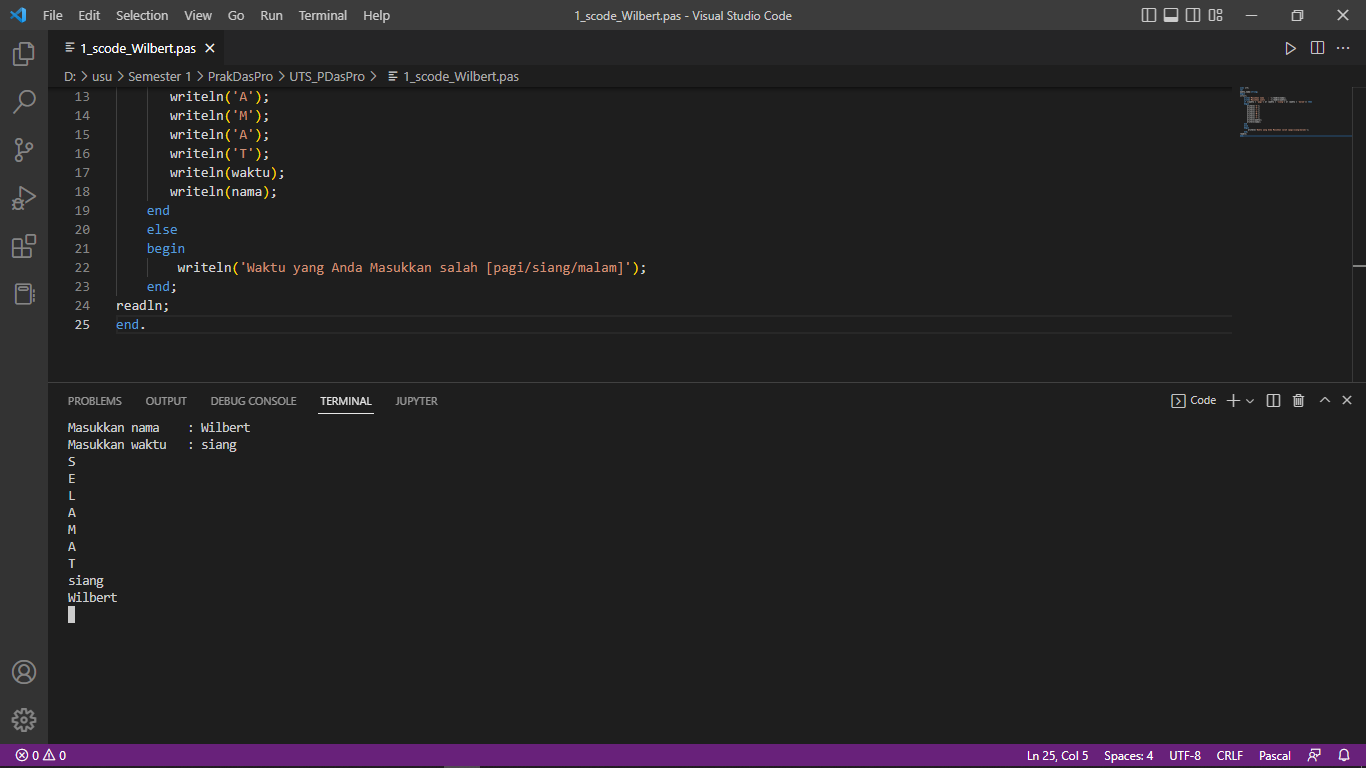 File Edit Selection View Go Run Terminal Help 1_scode_Wilbert.pas - Visual Studio Code
1_scode_Wilbert.pas
D: > usu > Semester 1 > PrakDasPro > UTS_PDasPro > 1_scode_Wilbert.pas
13 writeln('A');
14 writeln('M');
15 writeln('A');
16 writeln('T');
17 writeln(waktu);
18 writeln(nama);
19 end
20 else
21 begin
22 writeln('Waktu yang Anda Masukkan salah [pagi/siang/malam]');
23 end;
24 readln;
25 end.
PROBLEMS OUTPUT DEBUG CONSOLE TERMINAL JUPYTER Code
Masukkan nama : Wilbert
Masukkan waktu : siang
S
E
L
A
M
A
T
siang
Wilbert
0 0 Ln 25, Col 5 Spaces: 4 UTF-8 CRLF Pascal